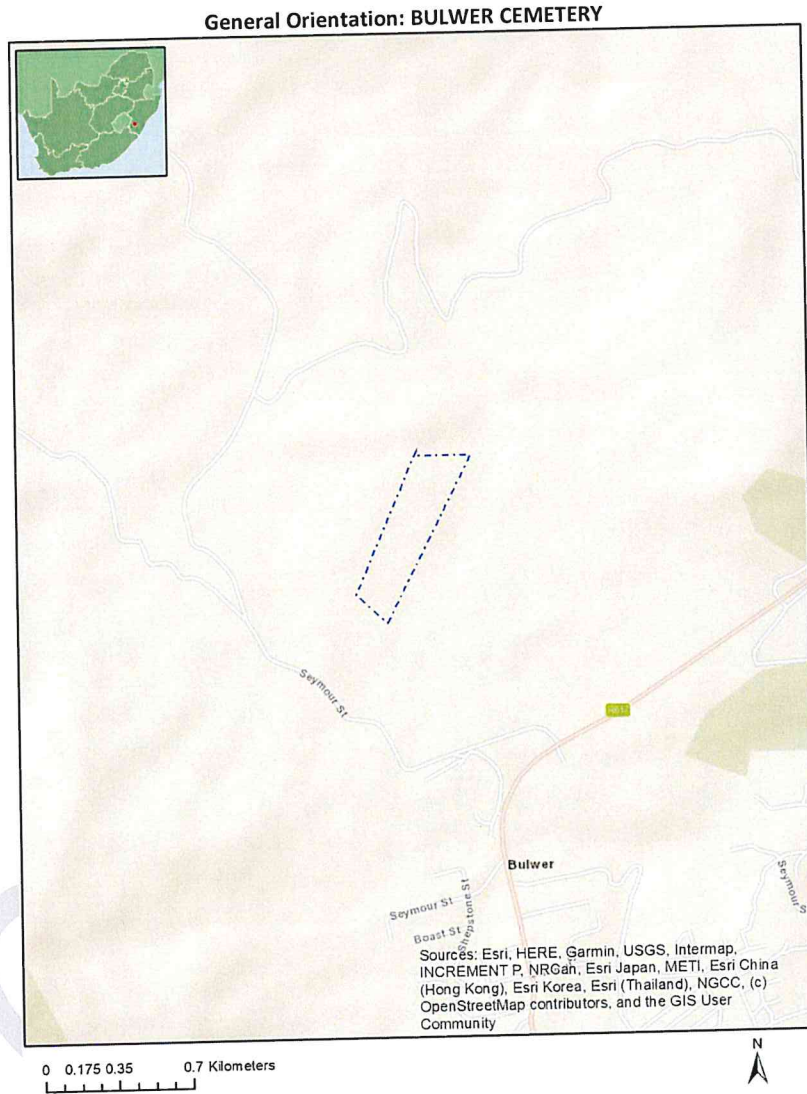 General Orientation: BULWER CEMETERY
Seymour St
R617
Bulwer
Seymour St
Boast St
Shepstone St
Seymour S
Sources: Esri, HERE, Garmin, USGS, Intermap,
INCREMENT P, NRCan, Esri Japan, METI, Esri China
(Hong Kong), Esri Korea, Esri (Thailand), NGCC, (c)
OpenStreetMap contributors, and the GIS User
Community
0 0.175 0.35 0.7 Kilometers
N